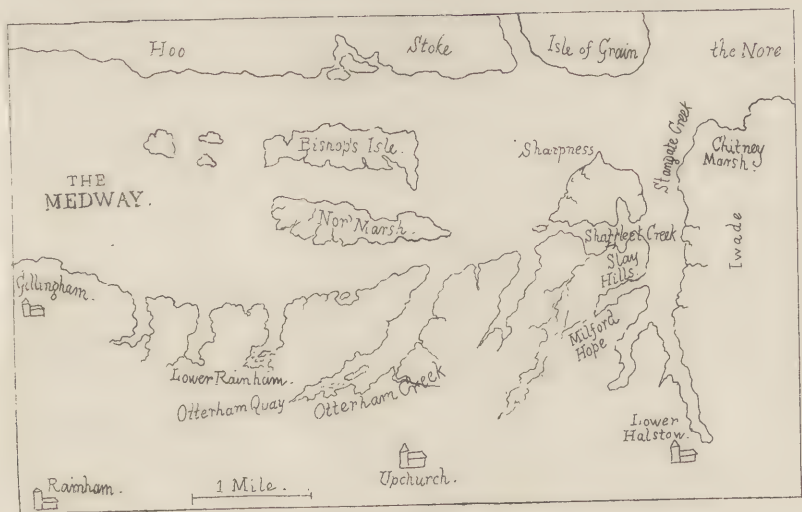 Hoo
Stoke
Isle of Grain
the Nore
Stangate Creek
Chitney
Marsh.
Bishop's Isle.
Sharpness
THE
MEDWAY.
Nor' Marsh.
Shatfleet Creek
Iwade
Slay
Hills.
Gillingham.
Milford
Hope
Lower Rainham.
Otterham Quay
Otterham Creek
Lower
Halstow.
Rainham.
1 Mile.
Upchurch.